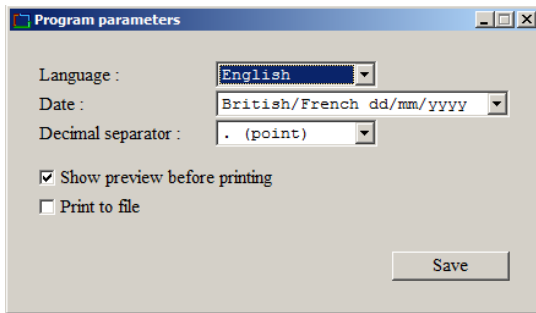 Program parameters
Language : English
Date : British/French dd/mm/yyyy
Decimal separator : . (point)
Show preview before printing
Print to file
Save